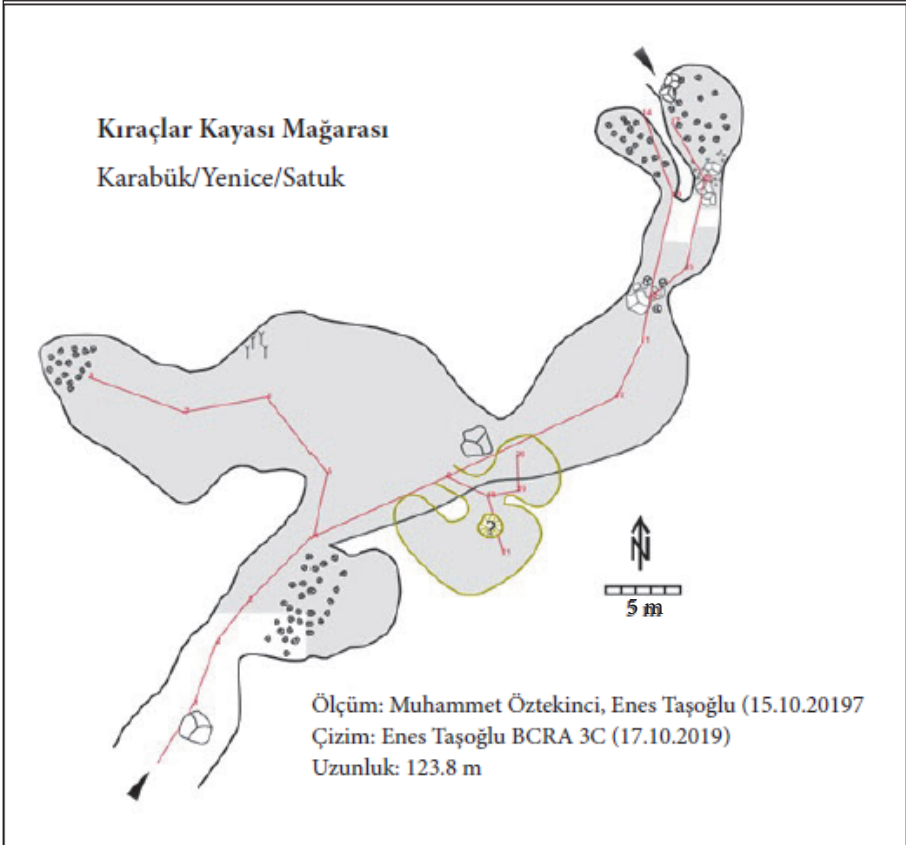 Kıraçlar Kayası Mağarası
Karabük/Yenice/Satuk
?
N
5 m
Ölçüm: Muhammet Öztekinci, Enes Taşoğlu (15.10.20197
Çizim: Enes Taşoğlu BCRA 3C (17.10.2019)
Uzunluk: 123.8 m